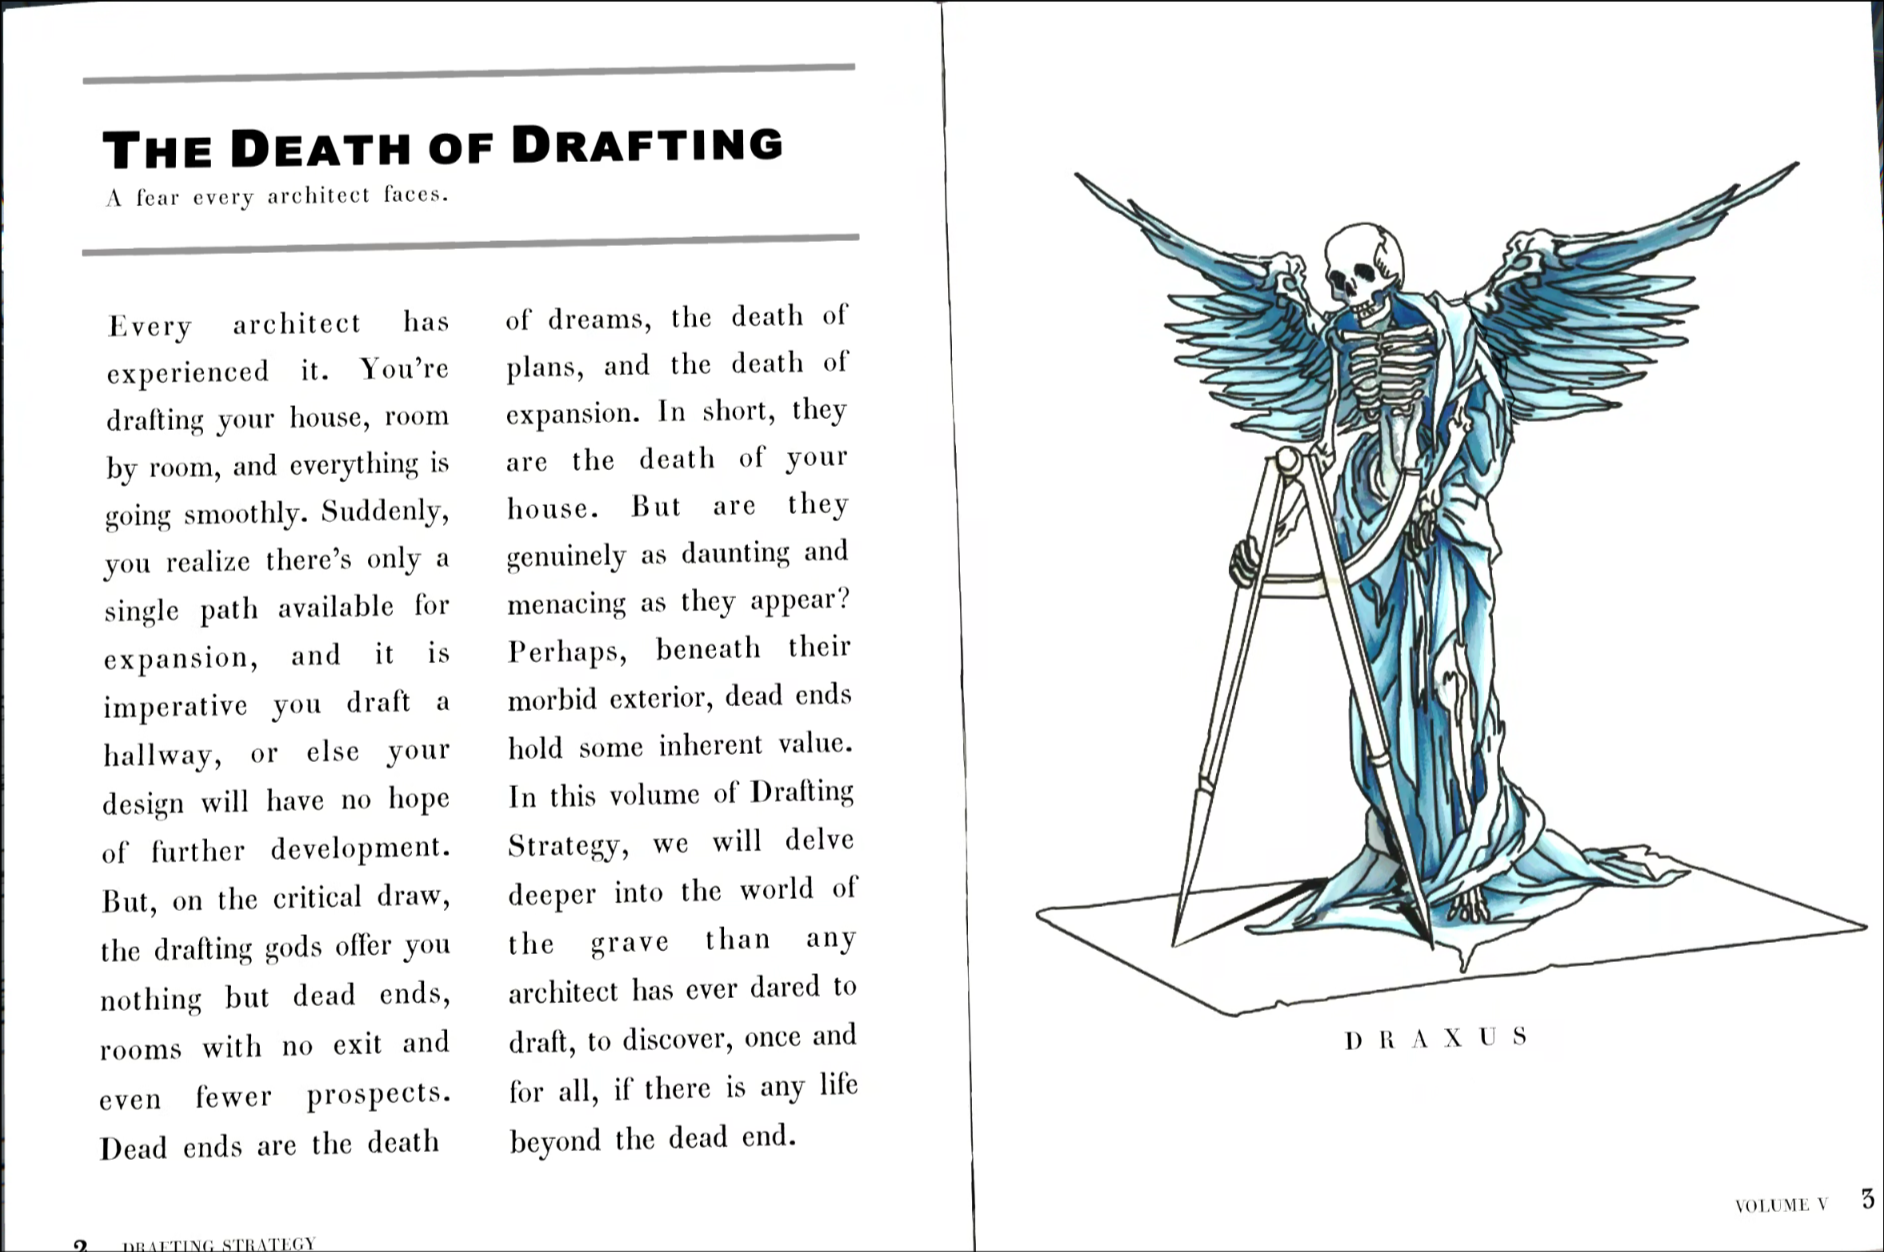 THE DEATH OF DRAFTING
A fear every architect faces.
Every architect has
experienced it. You're
drafting your house, room
by room, and everything is
going smoothly. Suddenly,
you realize there's only a
single path available for
expansion, and it is
imperative you draft a
hallway, or else your
design will have no hope
of further development.
But, on the critical draw,
the drafting gods offer you
nothing but dead ends,
rooms with no exit and
even fewer prospects.
Dead ends are the death
of dreams, the death of
plans, and the death of
expansion. In short, they
are the death of your
house. But are they
genuinely as daunting and
menacing as they appear?
Perhaps, beneath their
morbid exterior, dead ends
hold some inherent value.
In this volume of Drafting
Strategy, we will delve
deeper into the world of
the grave than any
architect has ever dared to
draft, to discover, once and
for all, if there is any life
beyond the dead end.
2 DRAFTING STRATEGY
DRAXUS
VOLUME V 3